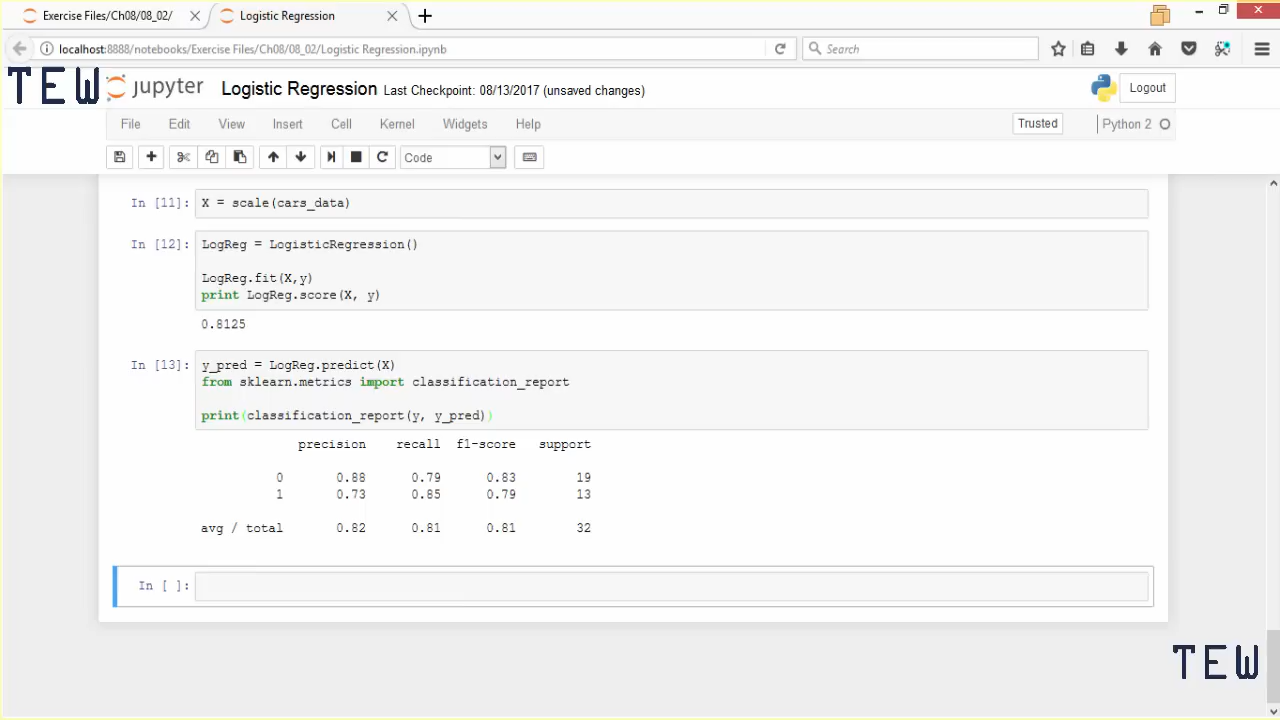 Exercise Files/Ch08/08_02/
Logistic Regression
localhost:8888/notebooks/Exercise Files/Ch08/08_02/Logistic Regression.ipynb
Search
TEW
jupyter Logistic Regression Last Checkpoint: 08/13/2017 (unsaved changes)
Logout
File Edit View Insert Cell Kernel Widgets Help
Trusted
Python 2
Code
In [11]: X = scale(cars_data)
In [12]: LogReg = LogisticRegression()
LogReg.fit(X,y)
print LogReg.score(X, y)
0.8125
In [13]: y_pred = LogReg.predict(X)
from sklearn.metrics import classification_report
print(classification_report(y, y_pred))
precision recall f1-score support
0 0.88 0.79 0.83 19
1 0.73 0.85 0.79 13
avg / total 0.82 0.81 0.81 32
In [ ]:
TEW